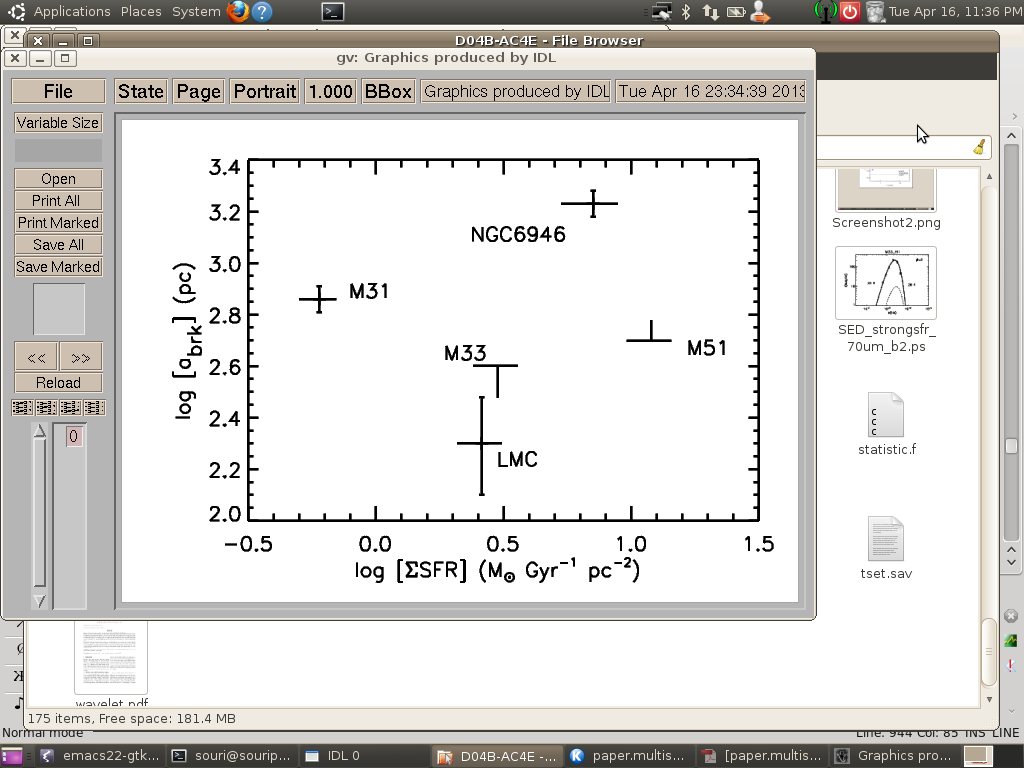 Applications Places System
Tue Apr 16, 11:36 PM
D04B-AC4E - File Browser
gv: Graphics produced by IDL
File State Page Portrait 1.000 BBox Graphics produced by IDL Tue Apr 16 23:34:39 2013
Variable Size
Open
Print All
Print Marked
Save All
Save Marked
<< >>
Reload
0
3.4
3.2
3.0
2.8
2.6
2.4
2.2
2.0
log [a_brk] (pc)
NGC6946
M31
M33
M51
LMC
−0.5 0.0 0.5 1.0 1.5
log [ΣSFR] (M☉ Gyr⁻¹ pc⁻²)
Screenshot2.png
SED_strongsfr_
70um_b2.ps
statistic.f
tset.sav
wavelet.pdf
175 items, Free space: 181.4 MB
Normal mode
Line: 944 Col: 85 INS LINE
emacs22-gtk... souri@sourip... IDL 0 D04B-AC4E -... paper.multis... [paper.multis... Graphics pro...